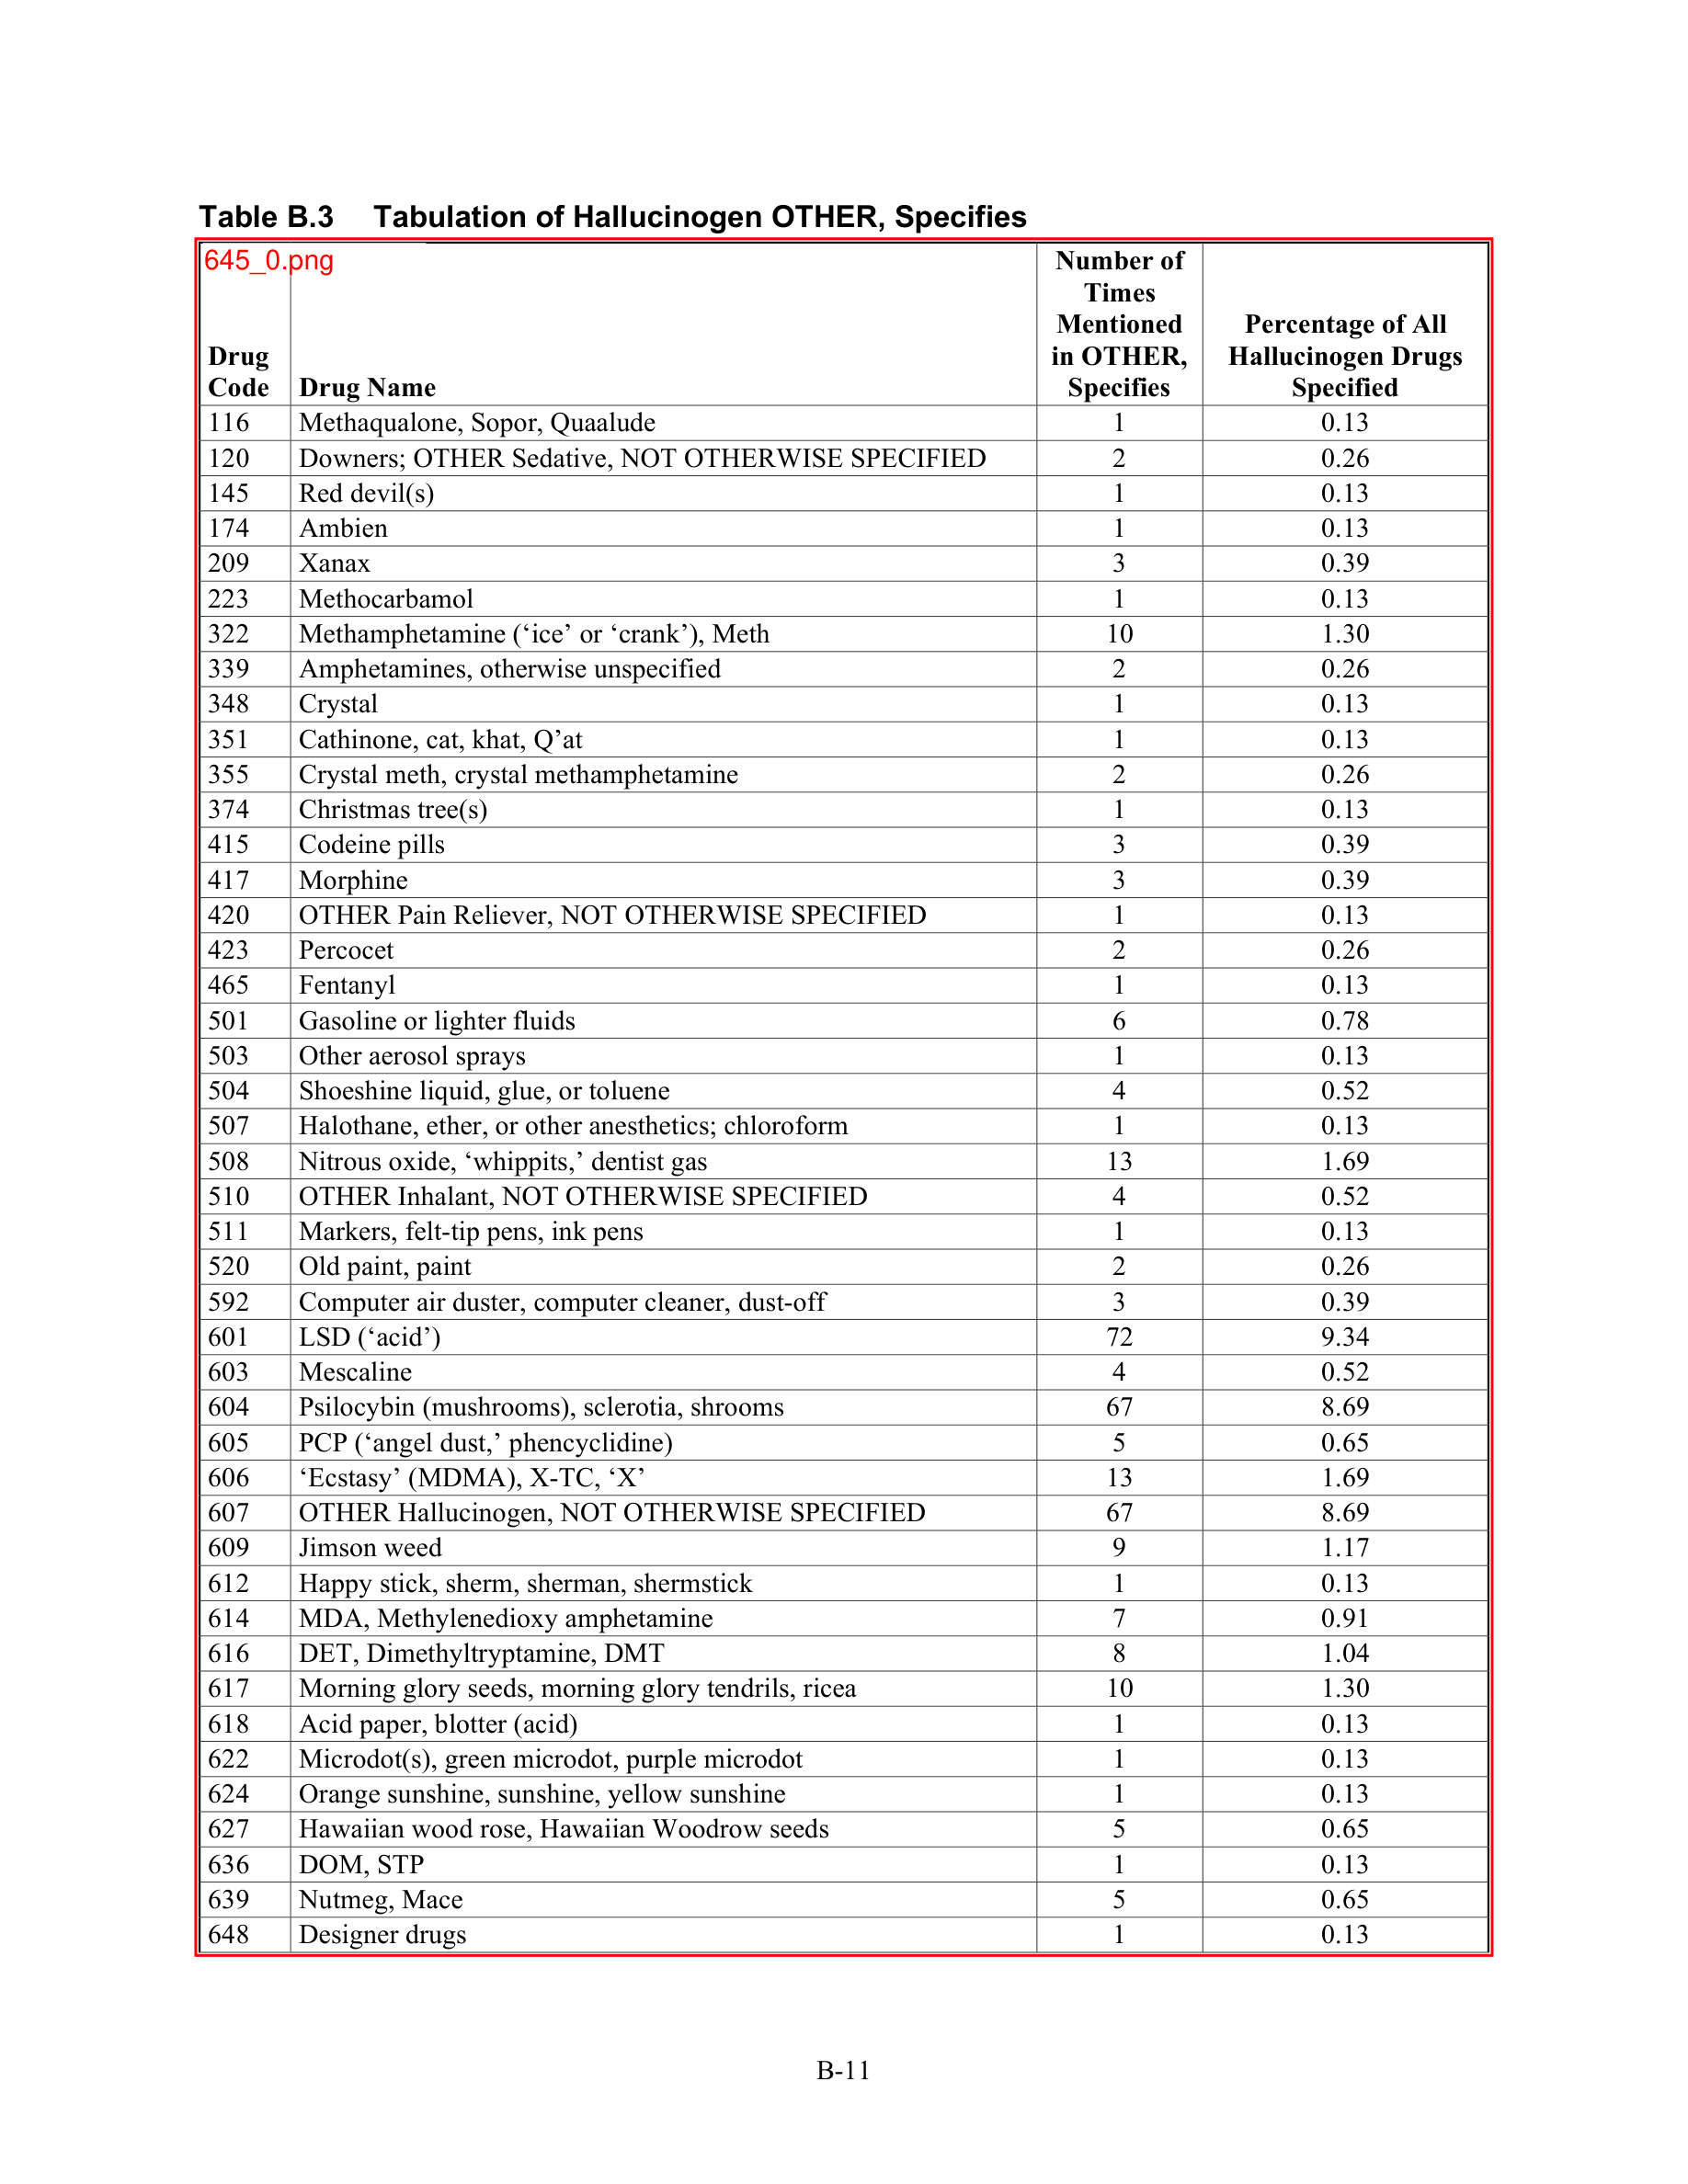 Table B.3 Tabulation of Hallucinogen OTHER, Specifies
645_0.png
Drug Code Drug Name Number of Times Mentioned in OTHER, Specifies Percentage of All Hallucinogen Drugs Specified
116 Methaqualone, Sopor, Quaalude 1 0.13
120 Downers; OTHER Sedative, NOT OTHERWISE SPECIFIED 2 0.26
145 Red devil(s) 1 0.13
174 Ambien 1 0.13
209 Xanax 3 0.39
223 Methocarbamol 1 0.13
322 Methamphetamine (‘ice’ or ‘crank’), Meth 10 1.30
339 Amphetamines, otherwise unspecified 2 0.26
348 Crystal 1 0.13
351 Cathinone, cat, khat, Q’at 1 0.13
355 Crystal meth, crystal methamphetamine 2 0.26
374 Christmas tree(s) 1 0.13
415 Codeine pills 3 0.39
417 Morphine 3 0.39
420 OTHER Pain Reliever, NOT OTHERWISE SPECIFIED 1 0.13
423 Percocet 2 0.26
465 Fentanyl 1 0.13
501 Gasoline or lighter fluids 6 0.78
503 Other aerosol sprays 1 0.13
504 Shoeshine liquid, glue, or toluene 4 0.52
507 Halothane, ether, or other anesthetics; chloroform 1 0.13
508 Nitrous oxide, ‘whippits,’ dentist gas 13 1.69
510 OTHER Inhalant, NOT OTHERWISE SPECIFIED 4 0.52
511 Markers, felt-tip pens, ink pens 1 0.13
520 Old paint, paint 2 0.26
592 Computer air duster, computer cleaner, dust-off 3 0.39
601 LSD (‘acid’) 72 9.34
603 Mescaline 4 0.52
604 Psilocybin (mushrooms), sclerotia, shrooms 67 8.69
605 PCP (‘angel dust,’ phencyclidine) 5 0.65
606 ‘Ecstasy’ (MDMA), X-TC, ‘X’ 13 1.69
607 OTHER Hallucinogen, NOT OTHERWISE SPECIFIED 67 8.69
609 Jimson weed 9 1.17
612 Happy stick, sherm, sherman, shermstick 1 0.13
614 MDA, Methylenedioxy amphetamine 7 0.91
616 DET, Dimethyltryptamine, DMT 8 1.04
617 Morning glory seeds, morning glory tendrils, ricea 10 1.30
618 Acid paper, blotter (acid) 1 0.13
622 Microdot(s), green microdot, purple microdot 1 0.13
624 Orange sunshine, sunshine, yellow sunshine 1 0.13
627 Hawaiian wood rose, Hawaiian Woodrow seeds 5 0.65
636 DOM, STP 1 0.13
639 Nutmeg, Mace 5 0.65
648 Designer drugs 1 0.13
B-11